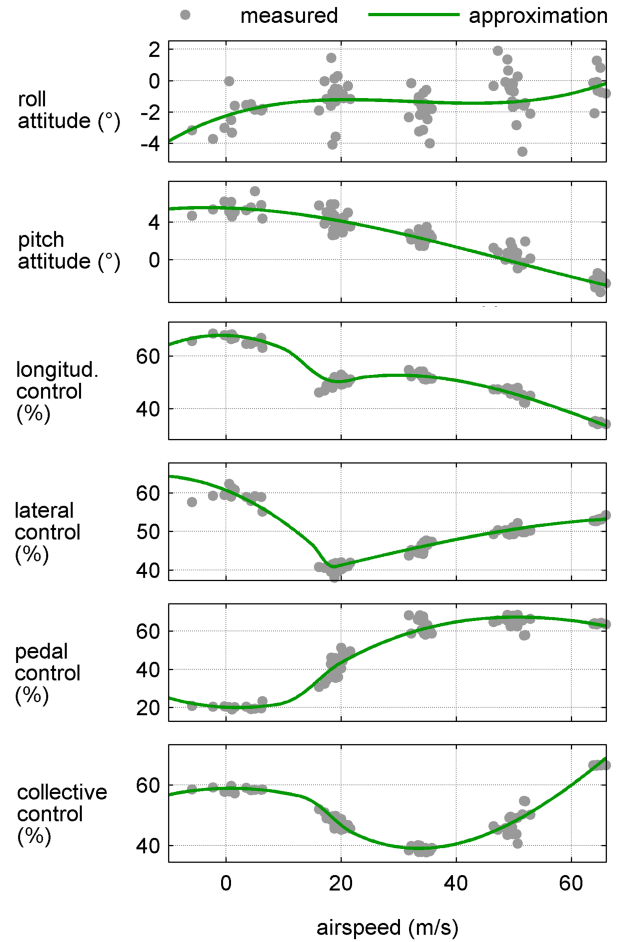 measured approximation
roll
attitude (°)
2
0
-2
-4
pitch
attitude (°)
4
0
longitud.
control
(%)
60
40
lateral
control
(%)
60
50
40
pedal
control
(%)
60
40
20
collective
control
(%)
60
40
0 20 40 60
airspeed (m/s)